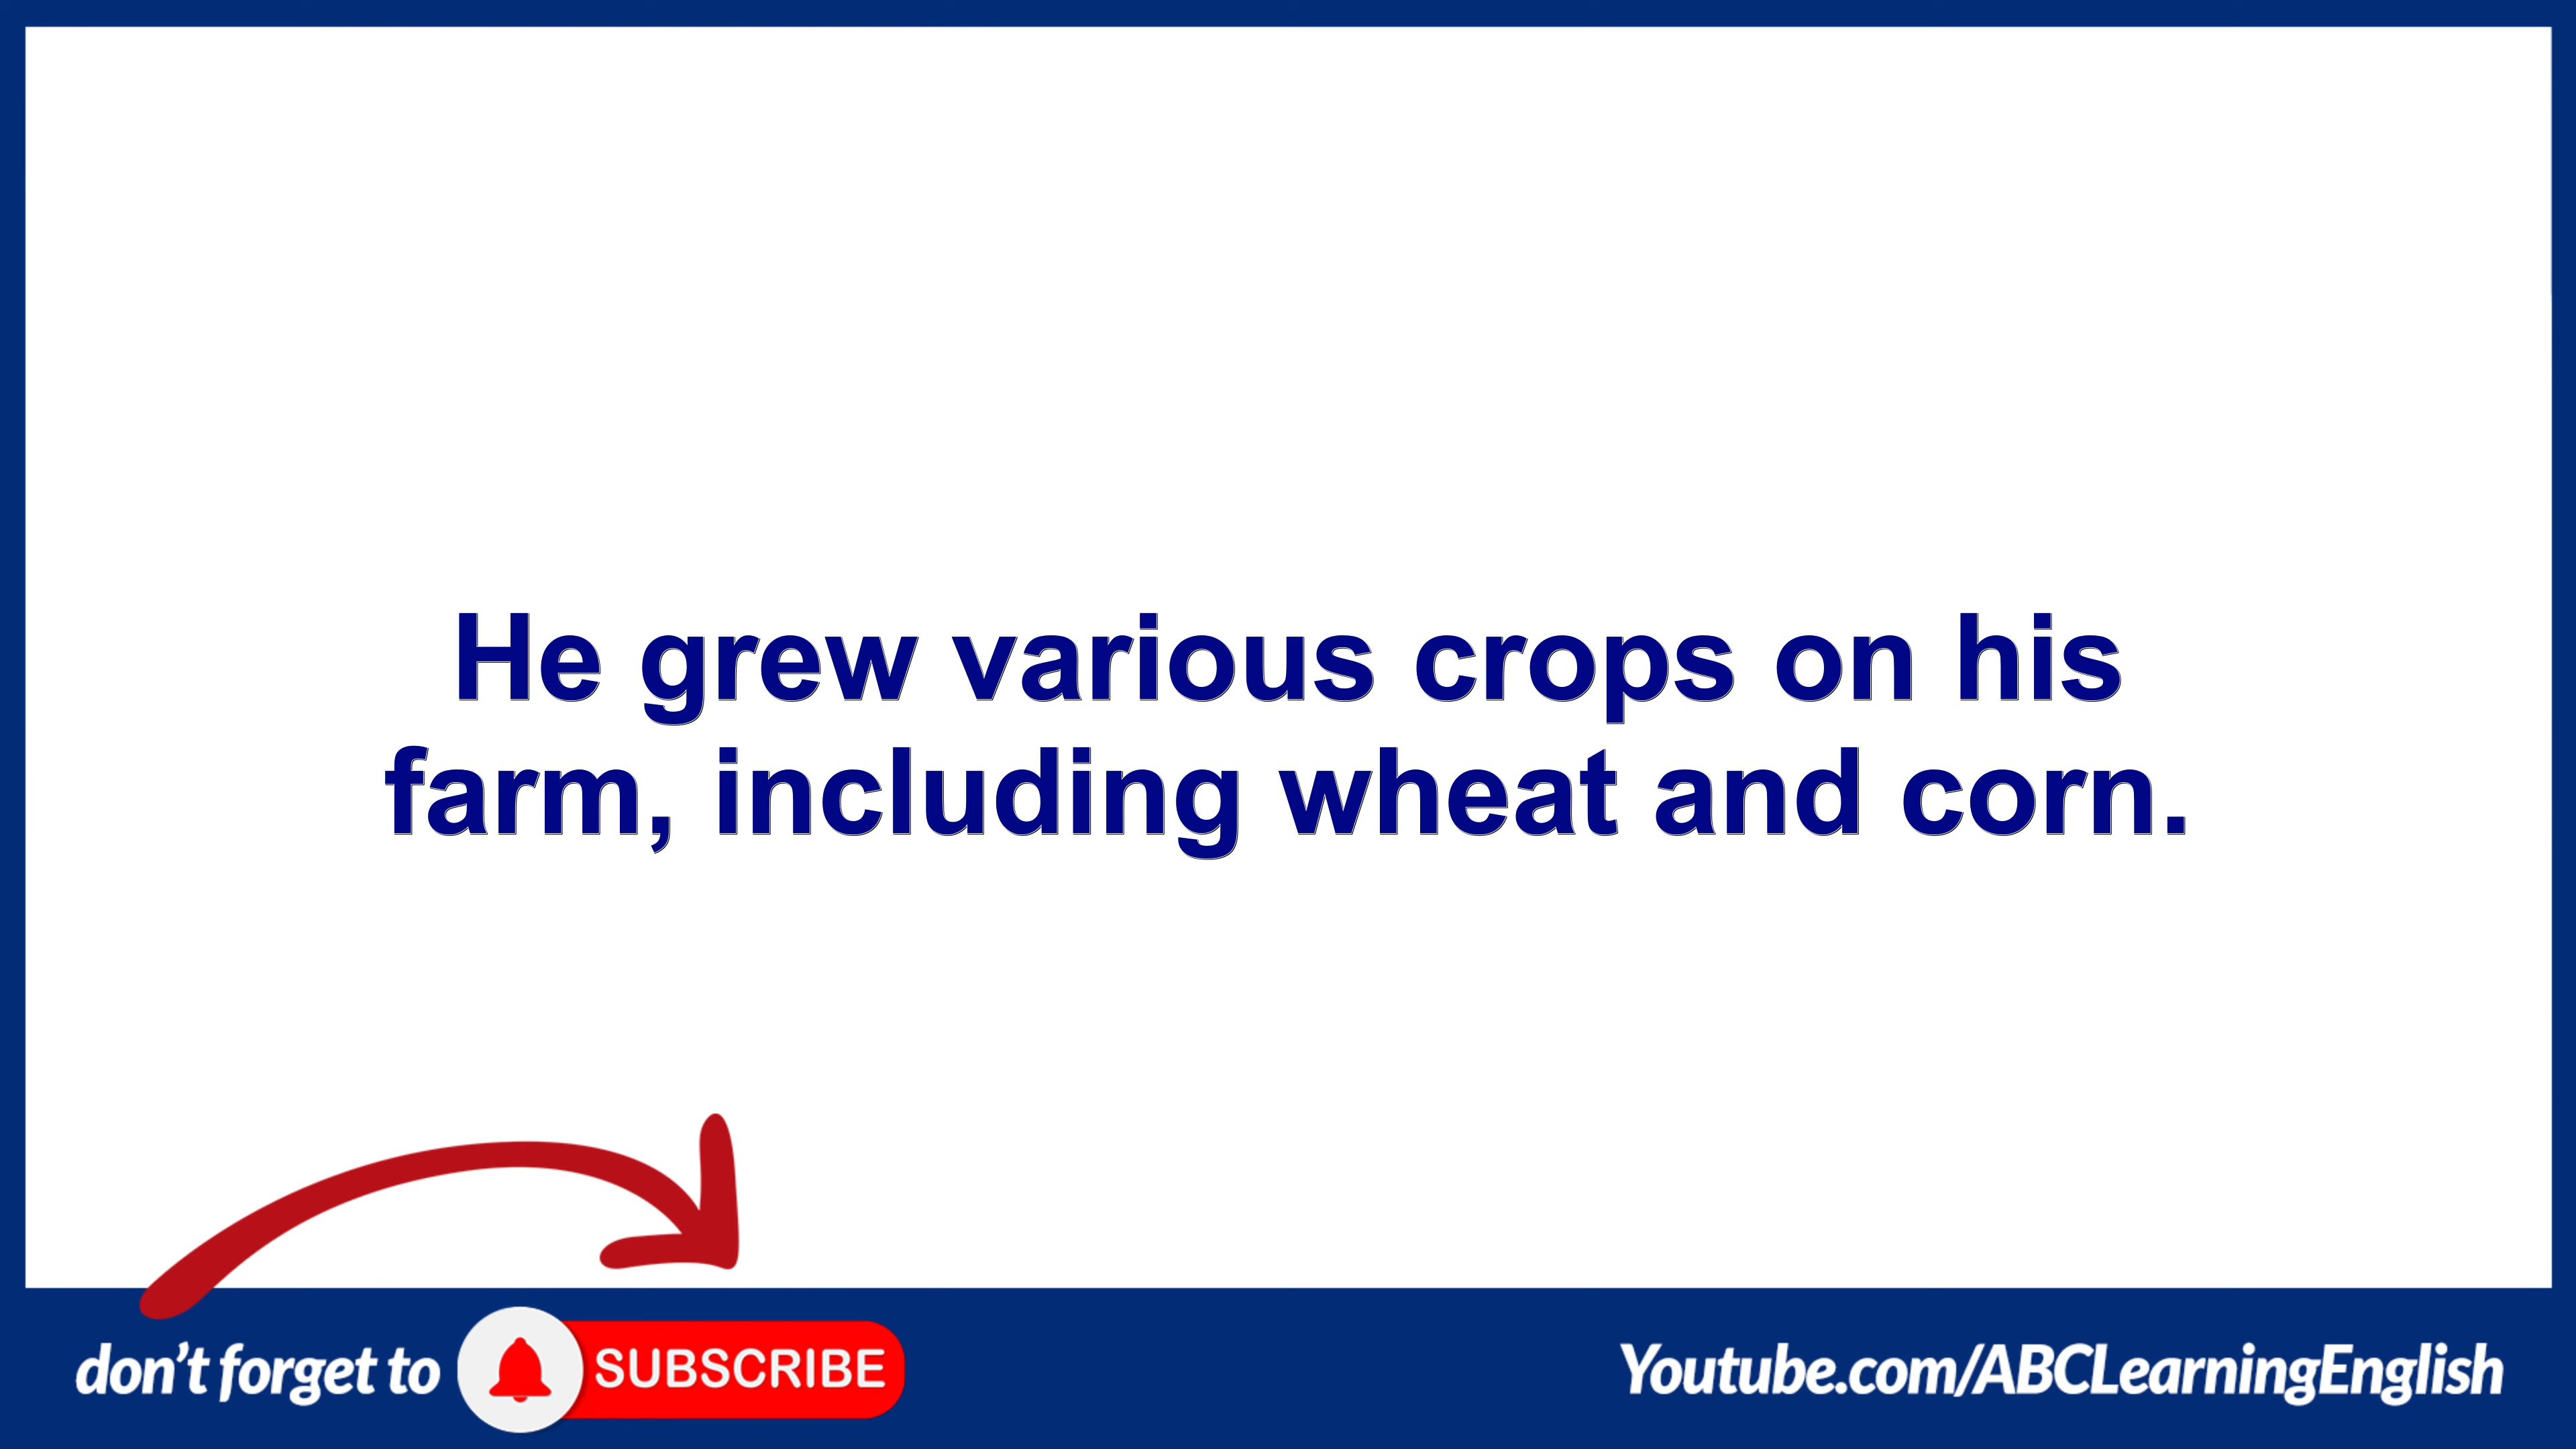 He grew various crops on his
farm, including wheat and corn.
don't forget to SUBSCRIBE
Youtube.com/ABCLearningEnglish